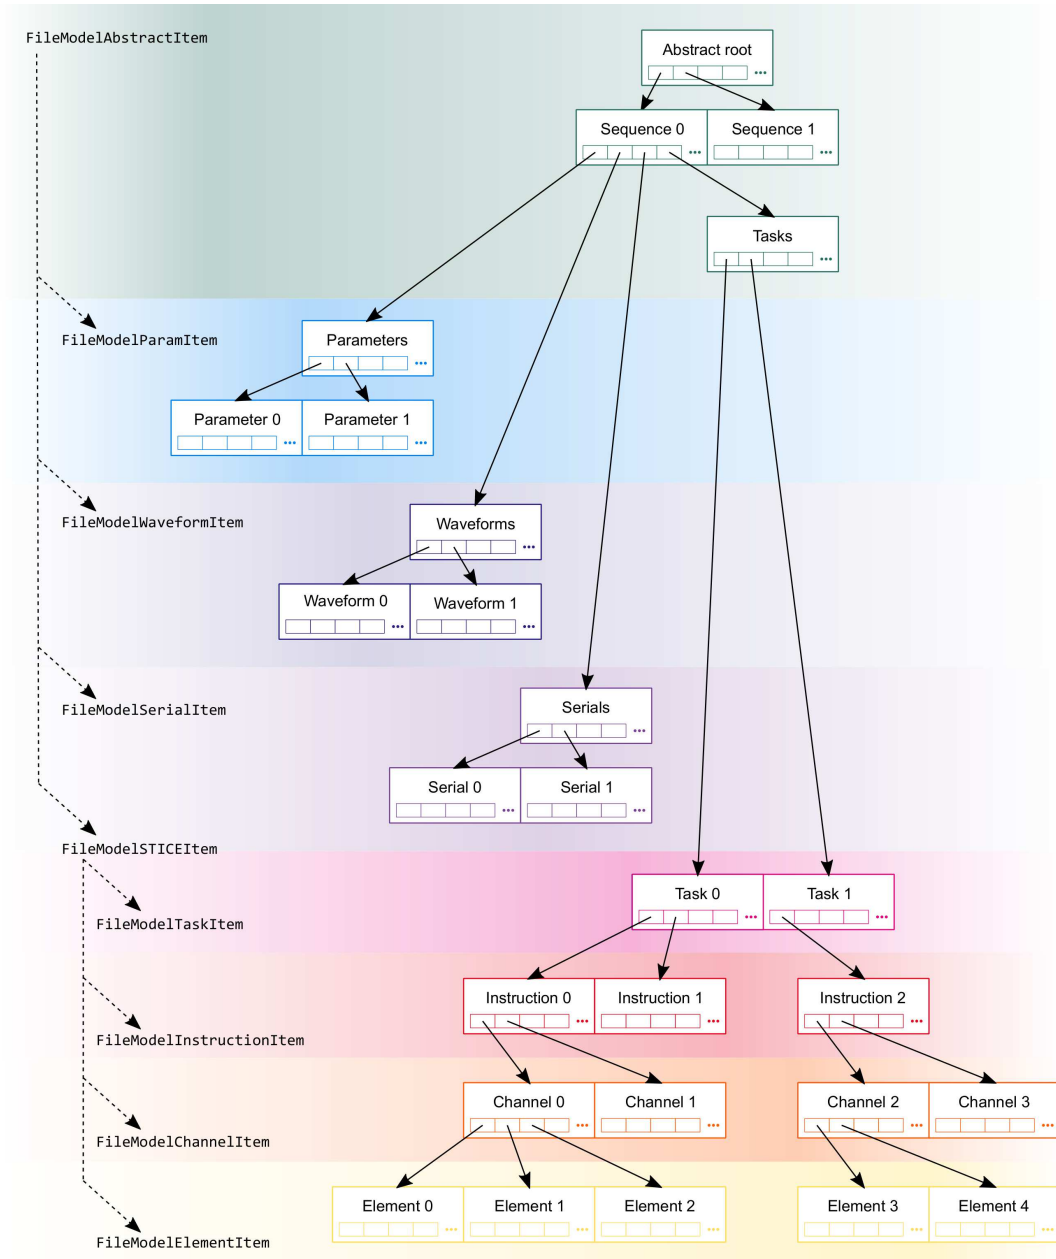 FileModelAbstractItem
Abstract root
Sequence 0
Sequence 1
Tasks
FileModelParamItem
Parameters
Parameter 0
Parameter 1
FileModelWaveformItem
Waveforms
Waveform 0
Waveform 1
FileModelSerialItem
Serials
Serial 0
Serial 1
FileModelSTICEItem
Task 0
Task 1
FileModelTaskItem
Instruction 0
Instruction 1
Instruction 2
FileModelInstructionItem
Channel 0
Channel 1
Channel 2
Channel 3
FileModelChannelItem
Element 0
Element 1
Element 2
Element 3
Element 4
FileModelElementItem